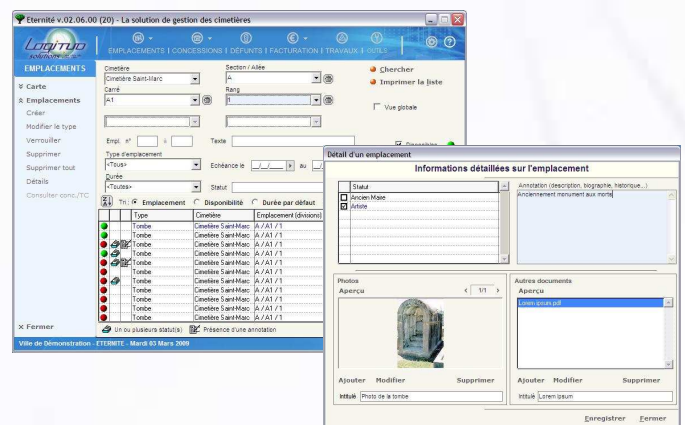 Eternité v.02.06.00 (20) - La solution de gestion des cimetières
Logitud
solutions
EMPLACEMENTS | CONCESSIONS | DÉFUNTS | FACTURATION | TRAVAUX | OUTILS
EMPLACEMENTS
Carte
Emplacements
Créer
Modifier le type
Verrouiller
Supprimer
Supprimer tout
Détails
Consulter conc./TC
Fermer
Cimetière
Cimetière Saint-Marc
Section / Allée
A
Carré
A1
Rang
1
Chercher
Imprimer la liste
Vue globale
Empl. n° à Texte
Type d'emplacement
<Tous>
Echéance le __/__/__ au
Durée
<Toutes>
Statut
Tri : Emplacement Disponibilité Durée par défaut
Type Cimetière Emplacement (divisions)
Tombe Cimetière Saint-Marc A / A1 / 1
Tombe Cimetière Saint-Marc A / A1 / 1
Tombe Cimetière Saint-Marc A / A1 / 1
Tombe Cimetière Saint-Marc A / A1 / 1
Tombe Cimetière Saint-Marc A / A1 / 1
Tombe Cimetière Saint-Marc A / A1 / 1
Tombe Cimetière Saint-Marc A / A1 / 1
Tombe Cimetière Saint-Marc A / A1 / 1
Tombe Cimetière Saint-Marc A / A1 / 1
Tombe Cimetière Saint-Marc A / A1 / 1
Tombe Cimetière Saint-Marc A / A1 / 1
Un ou plusieurs statut(s) Présence d'une annotation
Ville de Démonstration - ETERNITE - Mardi 03 Mars 2009
Détail d'un emplacement
Informations détaillées sur l'emplacement
Statut
Ancien Maire
Artiste
Annotation (description, biographie, historique...)
Anciennement monument aux morts
Photos
Aperçu
1/1
Ajouter Modifier Supprimer
Intitulé Photo de la tombe
Autres documents
Aperçu
Lorem ipsum.pdf
Ajouter Modifier Supprimer
Intitulé Lorem ipsum
Enregistrer Fermer